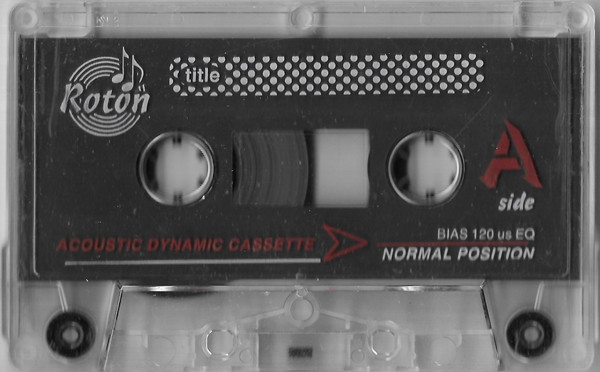 title
Roton
A
side
BIAS 120 us EQ
ACOUSTIC DYNAMIC CASSETTE
NORMAL POSITION